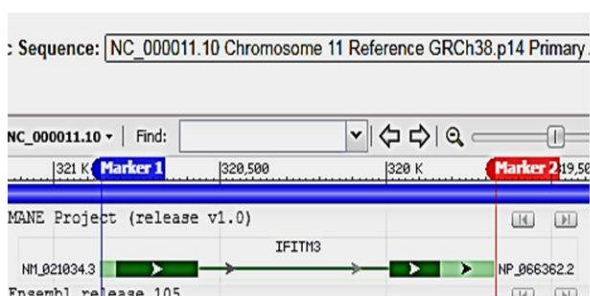 : Sequence: NC_000011.10 Chromosome 11 Reference GRCh38.p14 Primary
NC_000011.10 Find:
321 K Marker 1 320,500 320 K Marker 2 19,50
MANE Project (release v1.0)
IFITM3
NM_021034.3 NP_066362.2
Ensembl release 105